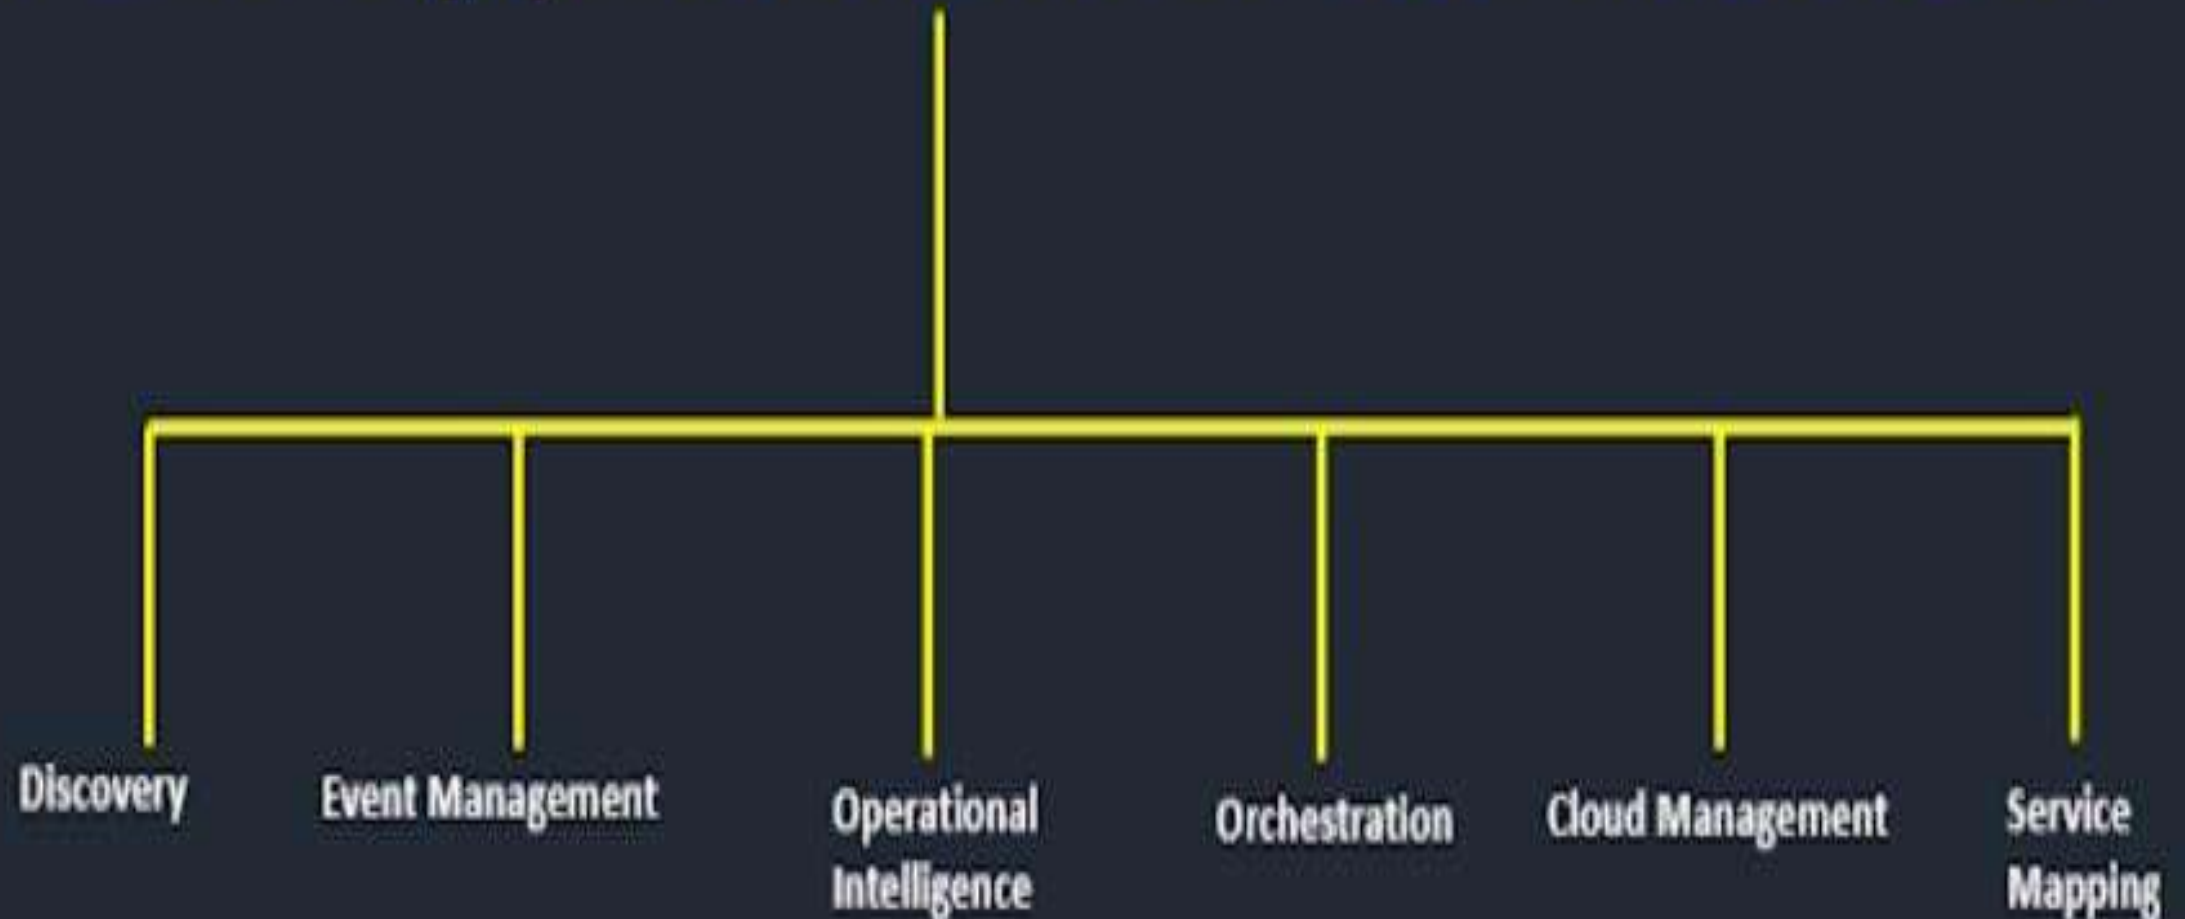 Discovery
Event Management
Operational
Intelligence
Orchestration
Cloud Management
Service
Mapping